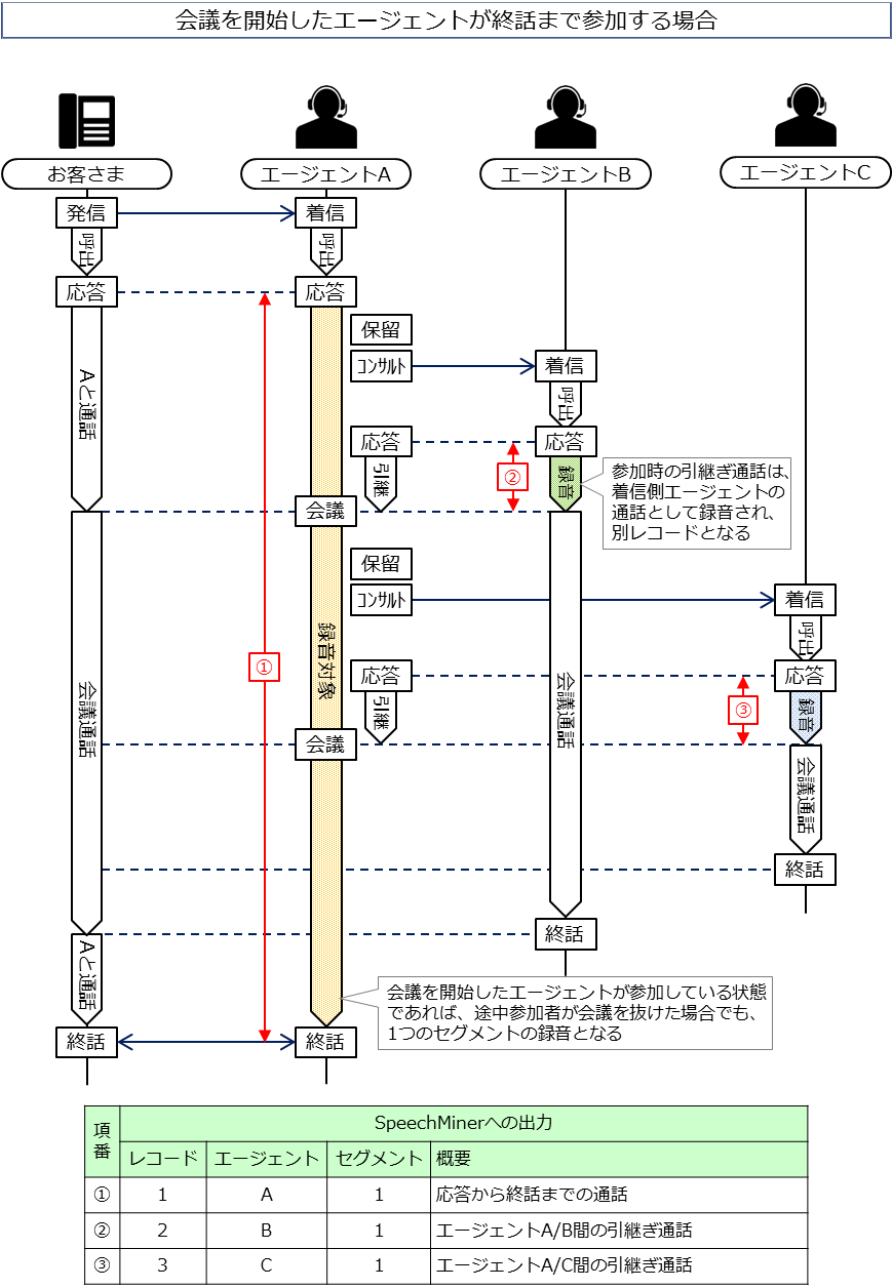 会議を開始したエージェントが終話まで参加する場合
お客さま
エージェントA
エージェントB
エージェントC
発信
着信
呼出
呼出
応答
応答
保留
コンサルト
着信
Aと通話
呼出
応答
応答
②
録音
引継
参加時の引継ぎ通話は、
着信側エージェントの
通話として録音され、
別レコードとなる
会議
保留
コンサルト
着信
呼出
録音対象
①
応答
応答
会議通話
会議通話
引継
③
録音
会議
会議通話
終話
終話
Aと通話
会議を開始したエージェントが参加している状態
であれば、途中参加者が会議を抜けた場合でも、
1つのセグメントの録音となる
終話
終話
項番
SpeechMinerへの出力
レコード エージェント セグメント 概要
① 1 A 1 応答から終話までの通話
② 2 B 1 エージェントA/B間の引継ぎ通話
③ 3 C 1 エージェントA/C間の引継ぎ通話